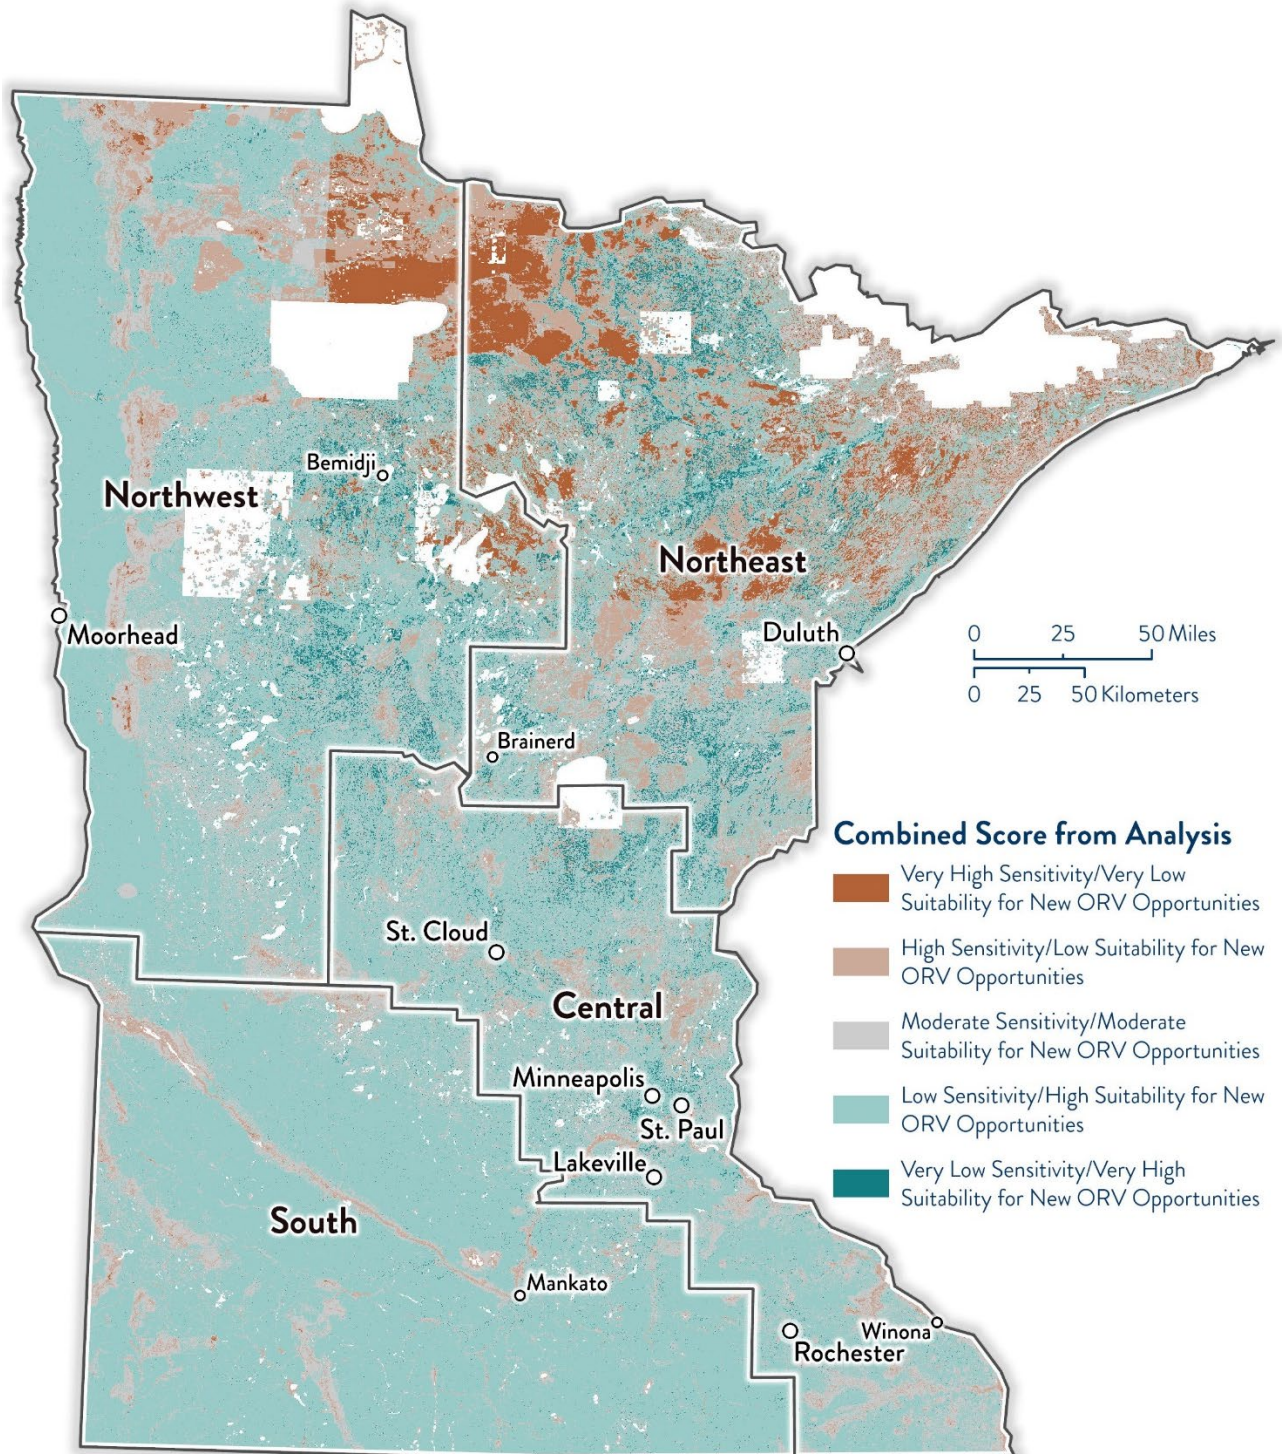 Bemidji
Northwest
Northeast
Moorhead
Duluth
0 25 50 Miles
0 25 50 Kilometers
Brainerd
Combined Score from Analysis
Very High Sensitivity/Very Low
Suitability for New ORV Opportunities
High Sensitivity/Low Suitability for New
ORV Opportunities
Moderate Sensitivity/Moderate
Suitability for New ORV Opportunities
Low Sensitivity/High Suitability for New
ORV Opportunities
Very Low Sensitivity/Very High
Suitability for New ORV Opportunities
St. Cloud
Central
Minneapolis
St. Paul
Lakeville
South
Mankato
Winona
Rochester